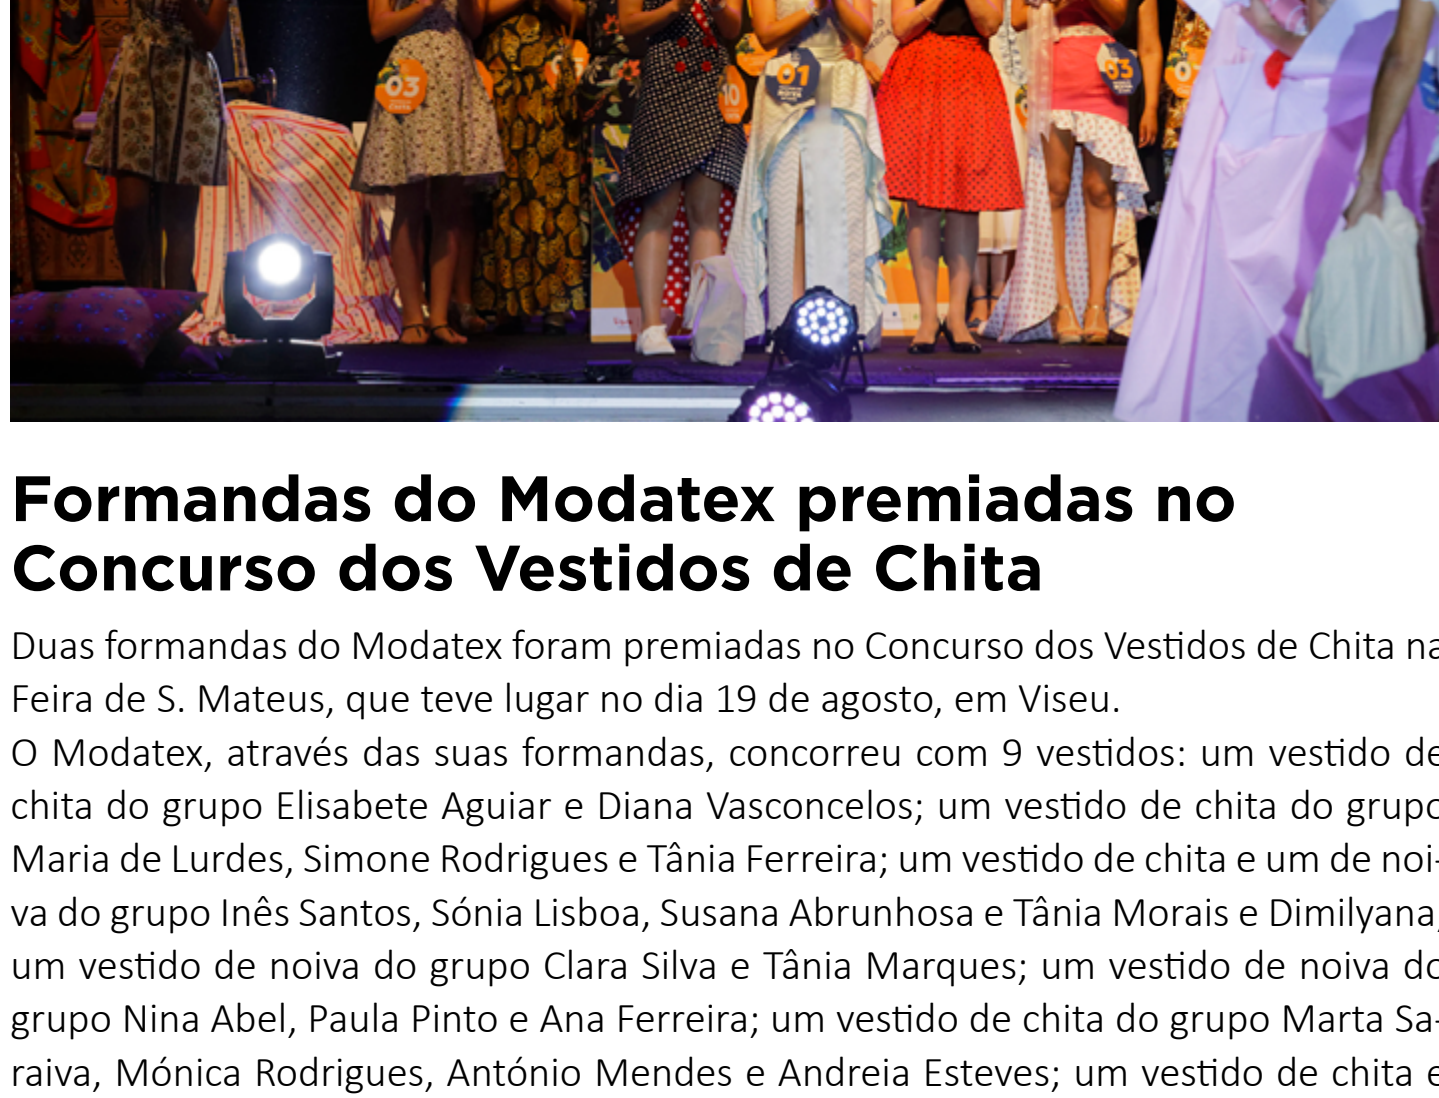 03
03
10
01
03
Formandas do Modatex premiadas no
Concurso dos Vestidos de Chita
Duas formandas do Modatex foram premiadas no Concurso dos Vestidos de Chita na
Feira de S. Mateus, que teve lugar no dia 19 de agosto, em Viseu.
O Modatex, através das suas formandas, concorreu com 9 vestidos: um vestido de
chita do grupo Elisabete Aguiar e Diana Vasconcelos; um vestido de chita do grupo
Maria de Lurdes, Simone Rodrigues e Tânia Ferreira; um vestido de chita e um de noi-
va do grupo Inês Santos, Sónia Lisboa, Susana Abrunhosa e Tânia Morais e Dimilyana,
um vestido de noiva do grupo Clara Silva e Tânia Marques; um vestido de noiva do
grupo Nina Abel, Paula Pinto e Ana Ferreira; um vestido de chita do grupo Marta Sa-
raiva, Mónica Rodrigues, António Mendes e Andreia Esteves; um vestido de chita e